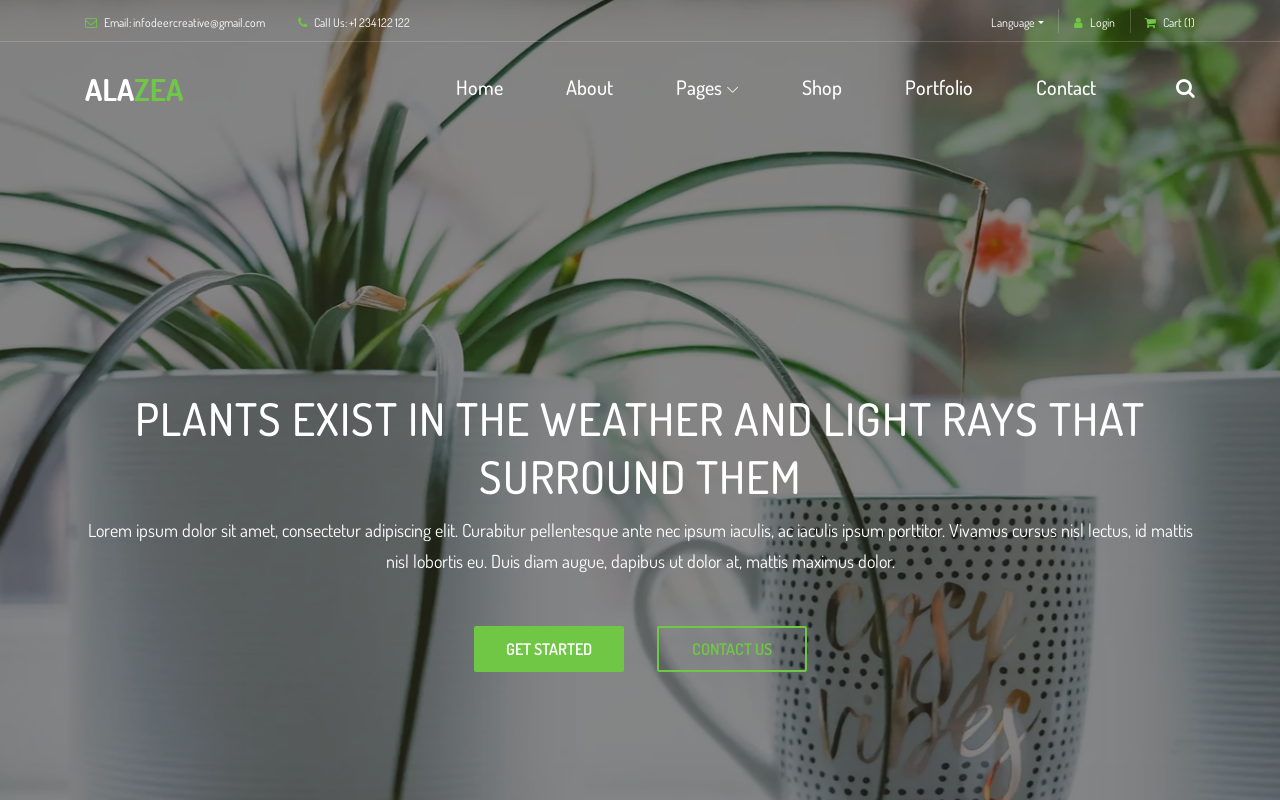 Email: infodeercreative@gmail.com Call Us: +1 234 122 122 Language Login Cart (1)
ALAZEA Home About Pages Shop Portfolio Contact
PLANTS EXIST IN THE WEATHER AND LIGHT RAYS THAT
SURROUND THEM
Lorem ipsum dolor sit amet, consectetur adipiscing elit. Curabitur pellentesque ante nec ipsum iaculis, ac iaculis ipsum porttitor. Vivamus cursus nisl lectus, id mattis
nisl lobortis eu. Duis diam augue, dapibus ut dolor at, mattis maximus dolor.
cozy
GET STARTED CONTACT US
vibes